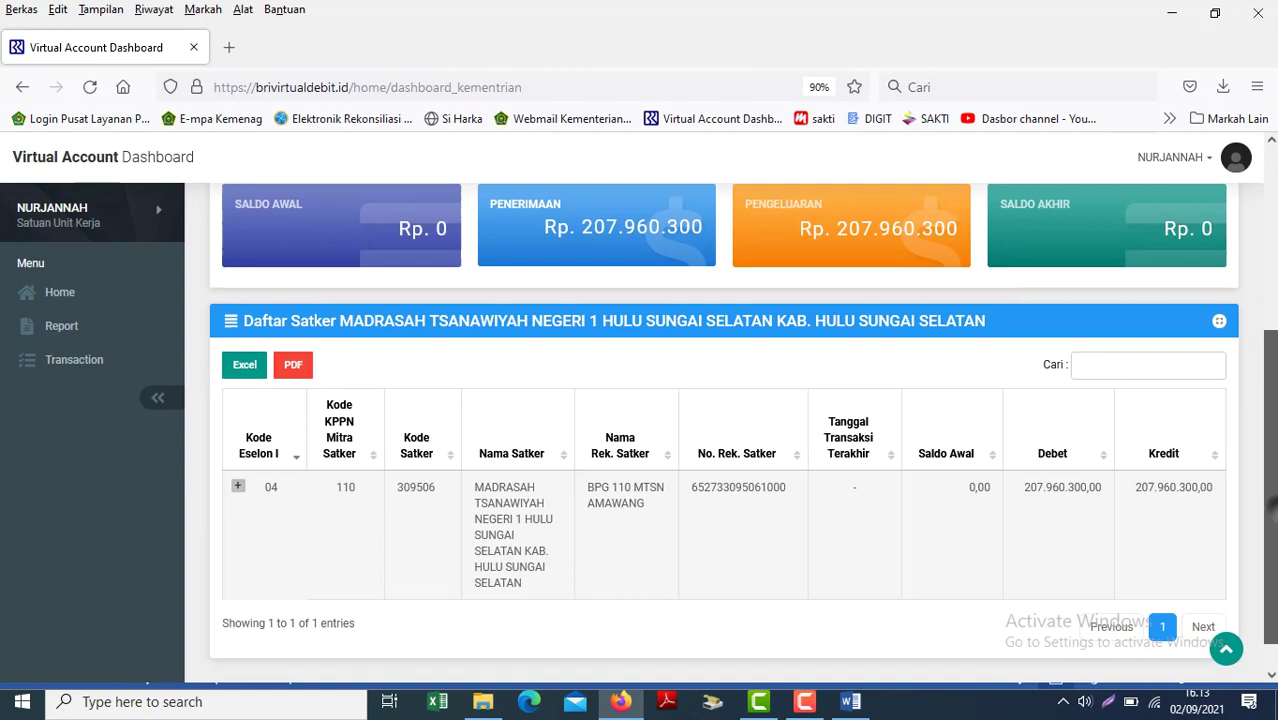 Berkas Edit Tampilan Riwayat Markah Alat Bantuan
Virtual Account Dashboard
https://brivirtualdebit.id/home/dashboard_kementrian 90% Cari
Login Pusat Layanan P... E-mpa Kemenag Elektronik Rekonsiliasi ... Si Harka Webmail Kementerian... Virtual Account Dashb... sakti DIGIT SAKTI Dasbor channel - You... Markah Lain
Virtual Account Dashboard NURJANNAH
NURJANNAH
Satuan Unit Kerja
Menu
Home
Report
Transaction
SALDO AWAL
Rp. 0
PENERIMAAN
Rp. 207.960.300
PENGELUARAN
Rp. 207.960.300
SALDO AKHIR
Rp. 0
Daftar Satker MADRASAH TSANAWIYAH NEGERI 1 HULU SUNGAI SELATAN KAB. HULU SUNGAI SELATAN
Excel PDF Cari :
Kode
Eselon I
Kode
KPPN
Mitra
Satker
Kode
Satker
Nama Satker
Nama
Rek. Satker
No. Rek. Satker
Tanggal
Transaksi
Terakhir
Saldo Awal
Debet
Kredit
04
110
309506
MADRASAH
TSANAWIYAH
NEGERI 1 HULU
SUNGAI
SELATAN KAB.
HULU SUNGAI
SELATAN
BPG 110 MTSN
AMAWANG
652733095061000
-
0,00
207.960.300,00
207.960.300,00
Showing 1 to 1 of 1 entries
Previous 1 Next
Activate Windows
Go to Settings to activate Windows.
Type here to search
16.13
02/09/2021